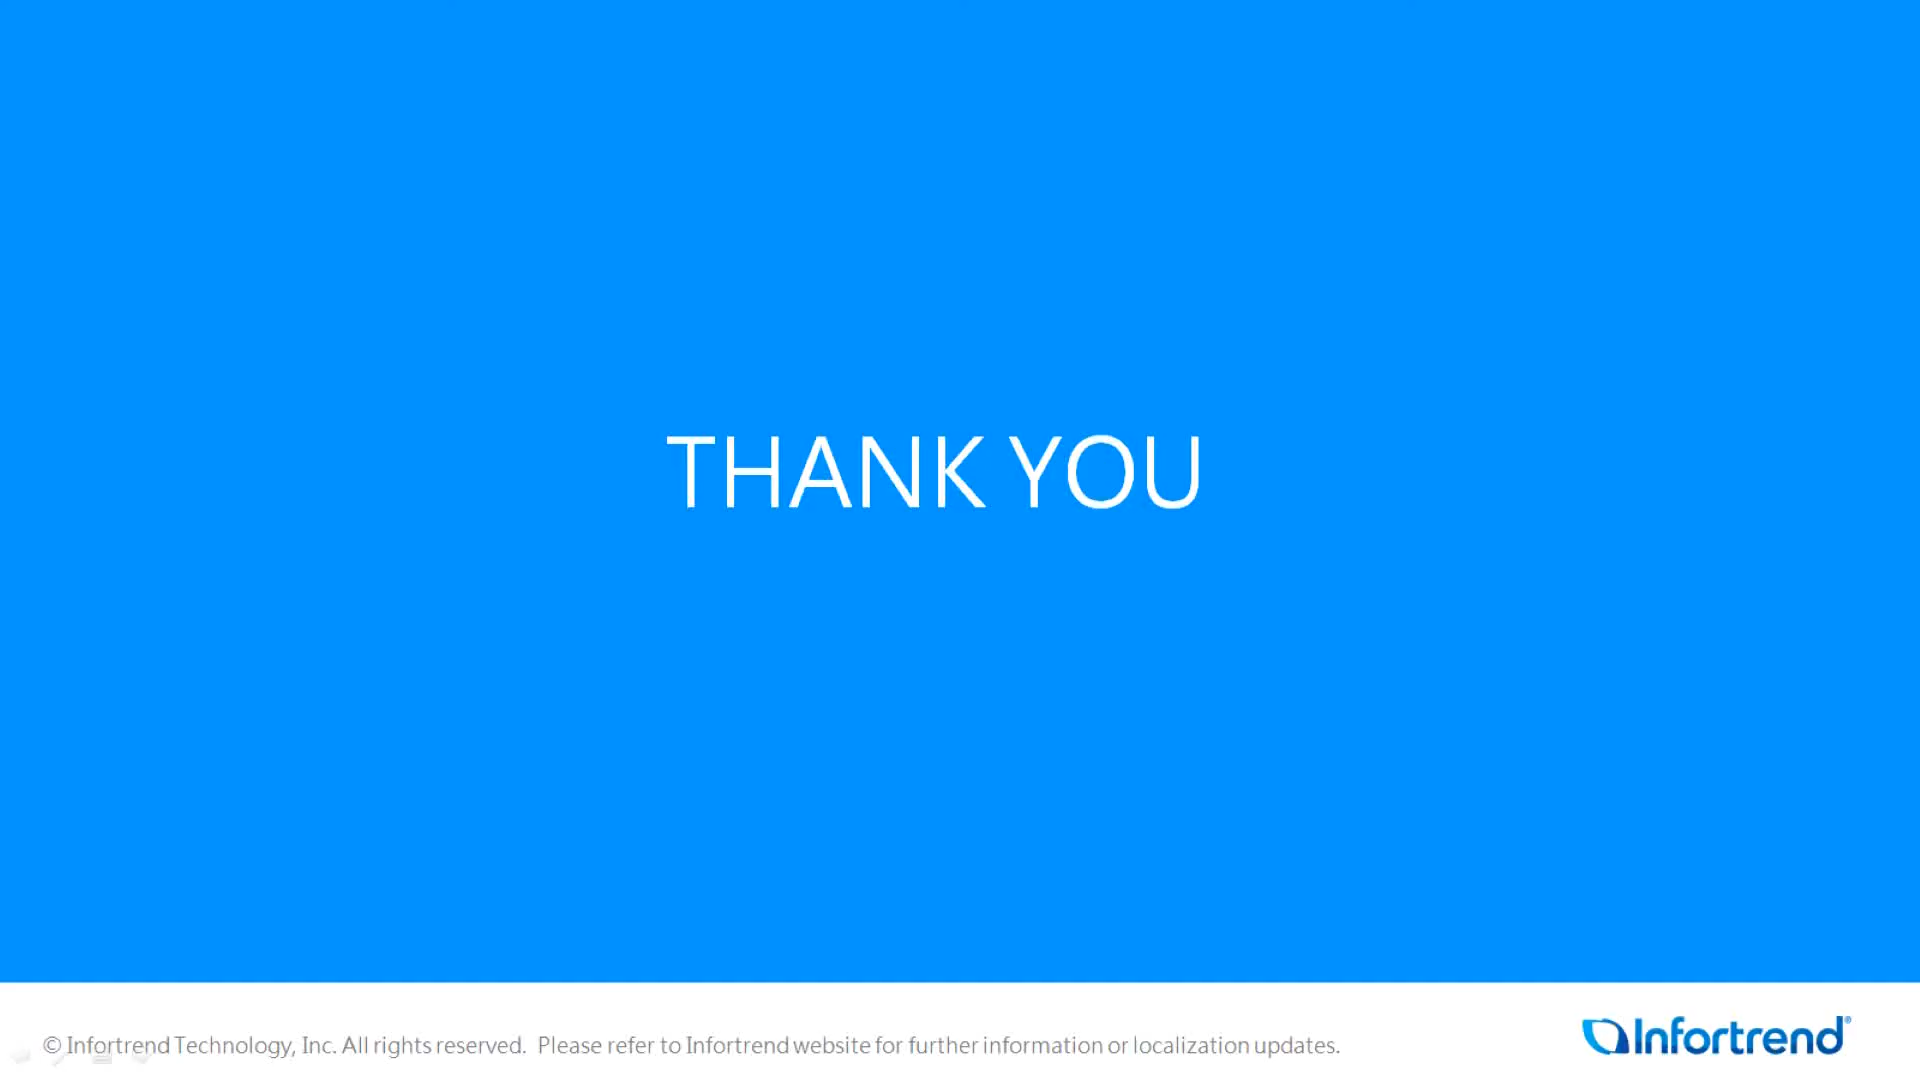 THANK YOU
© Infortrend Technology, Inc. All rights reserved.  Please refer to Infortrend website for further information or localization updates.
Infortrend®